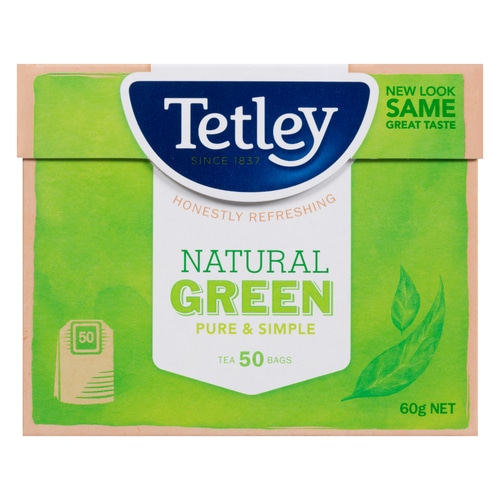 Tetley
SINCE 1837
NEW LOOK
SAME
GREAT TASTE
HONESTLY REFRESHING
NATURAL
GREEN
PURE & SIMPLE
TEA 50 BAGS
50
60g NET